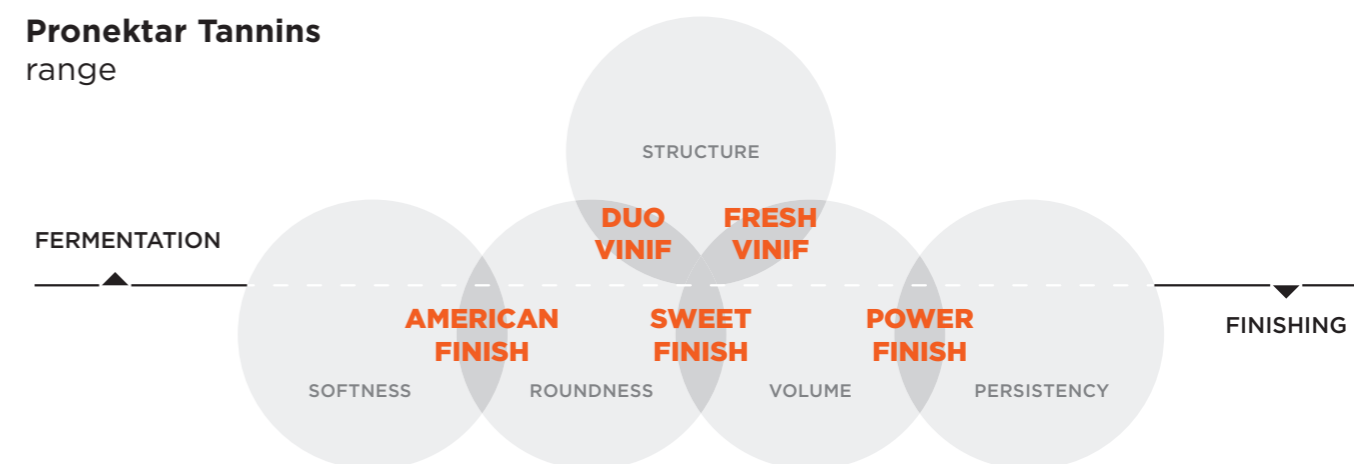 Pronektar Tannins
range
STRUCTURE
DUO
VINIF
FRESH
VINIF
FERMENTATION
AMERICAN
FINISH
SWEET
FINISH
POWER
FINISH
FINISHING
SOFTNESS
ROUNDNESS
VOLUME
PERSISTENCY